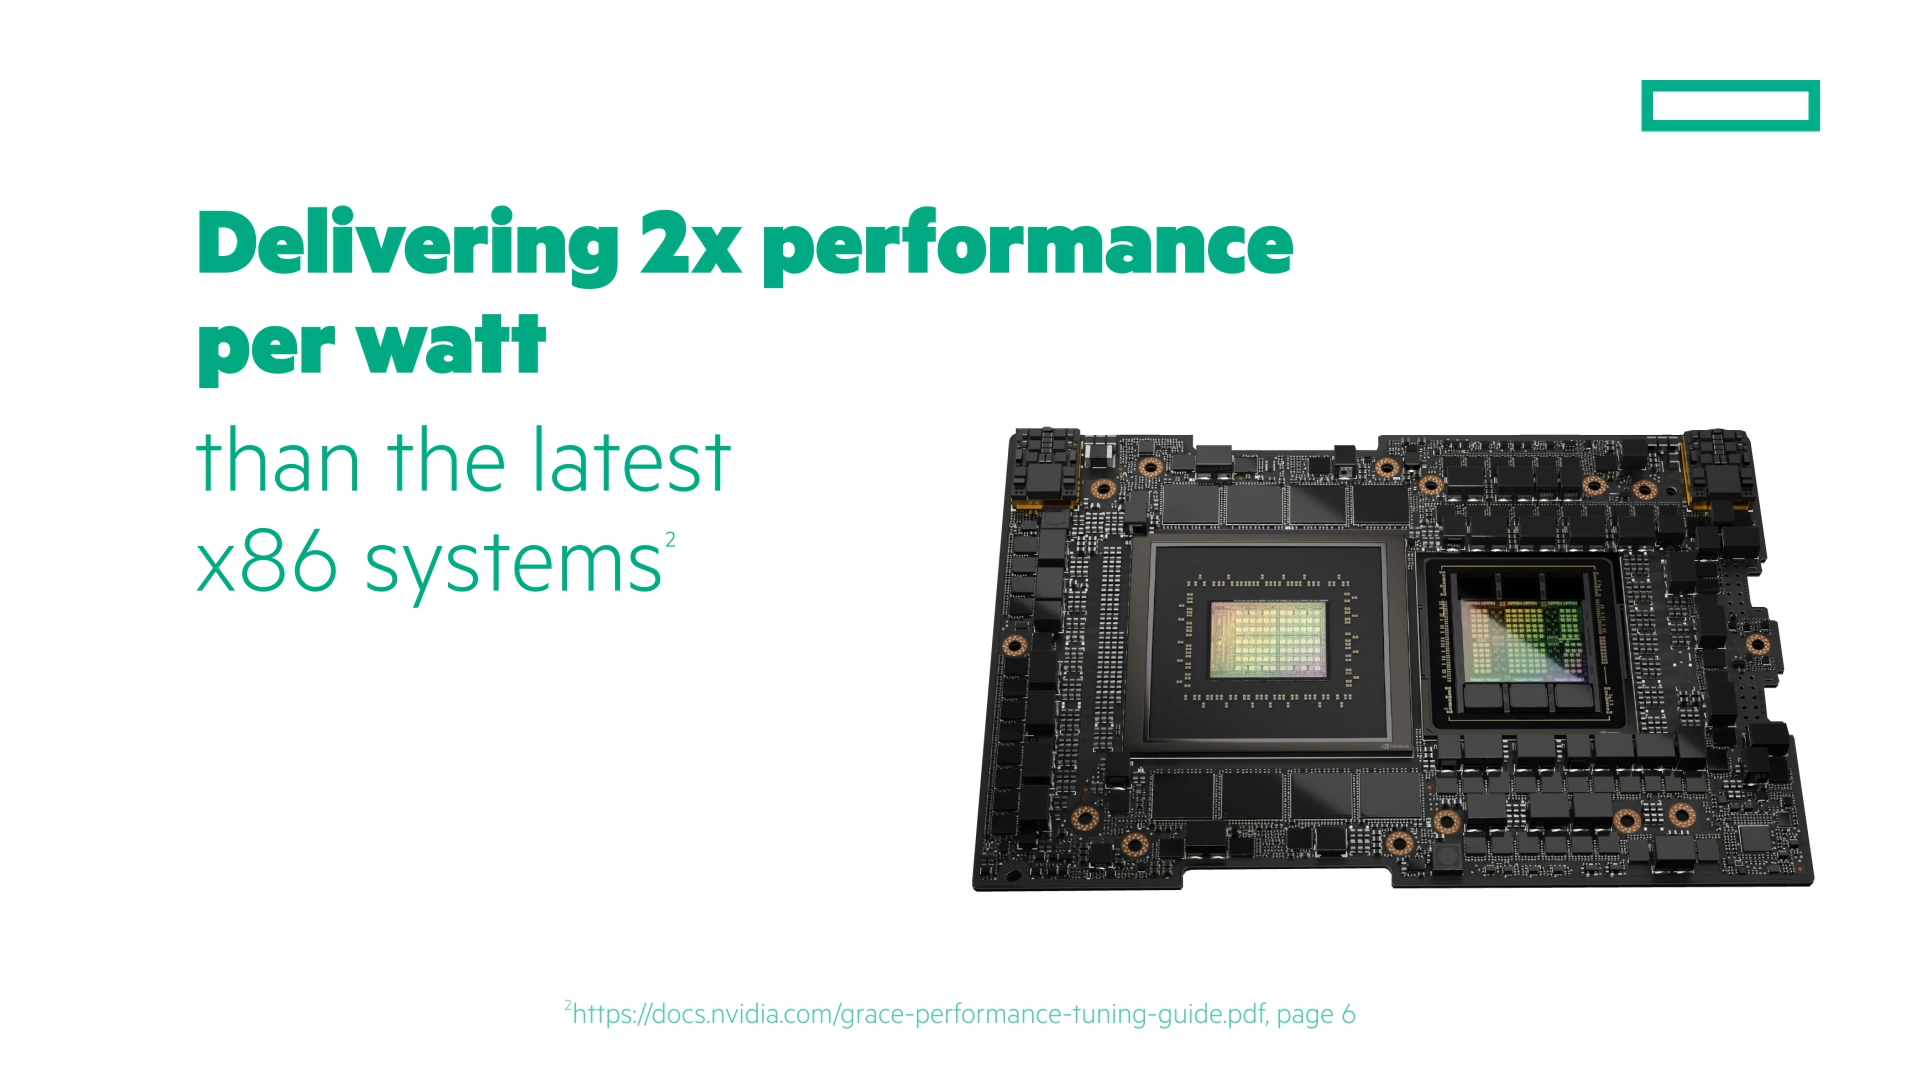 Delivering 2x performance
per watt
than the latest
x86 systems²
²https://docs.nvidia.com/grace-performance-tuning-guide.pdf, page 6